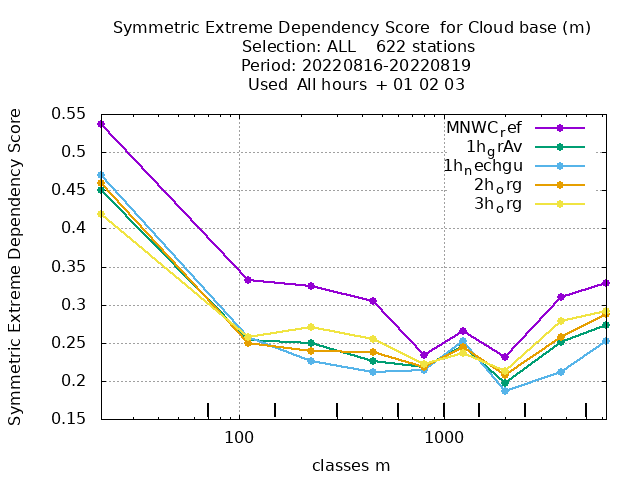 Symmetric Extreme Dependency Score for Cloud base (m)
Selection: ALL 622 stations
Period: 20220816-20220819
Used All hours + 01 02 03
Symmetric Extreme Dependency Score
0.55
0.5
0.45
0.4
0.35
0.3
0.25
0.2
0.15
MNWC_ref
1h_grAv
1h_nechgu
2h_org
3h_org
100
1000
classes m